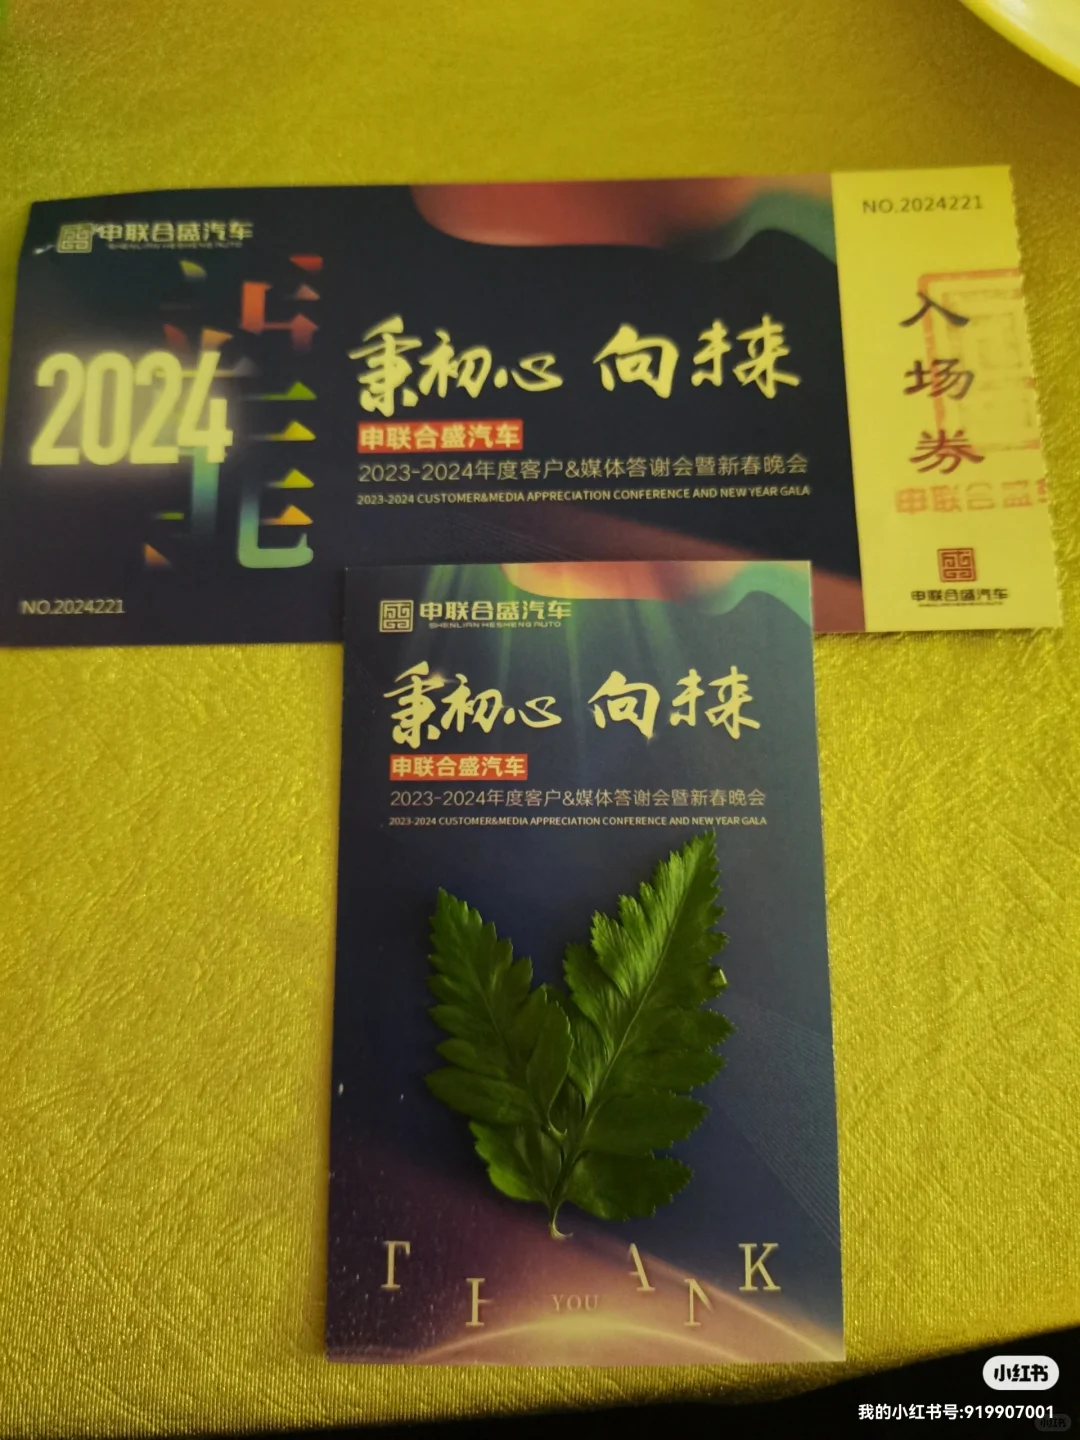 申联合盛汽车
SHENLIAN HESHENG AUTO
2024
秉初心 向未来
申联合盛汽车
2023-2024年度客户&媒体答谢会暨新春晚会
2023-2024 CUSTOMER&MEDIA APPRECIATION CONFERENCE AND NEW YEAR GALA
NO.2024221
NO.2024221
入
场
券
申联合盛
申联合盛汽车
申联合盛汽车
SHENLIAN HESHENG AUTO
秉初心 向未来
申联合盛汽车
2023-2024年度客户&媒体答谢会暨新春晚会
2023-2024 CUSTOMER&MEDIA APPRECIATION CONFERENCE AND NEW YEAR GALA
THANK
YOU
小红书
我的小红书号:919907001
小红书